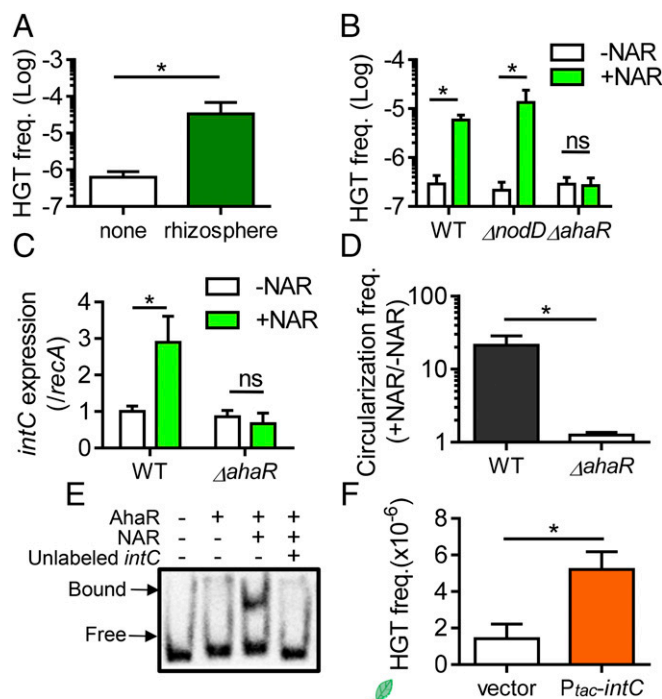 A
HGT freq. (Log)
-3
-4
-5
-6
-7
*
none rhizosphere
B
HGT freq. (Log)
-4
-5
-6
-7
-NAR
+NAR
*
*
ns
WT ΔnodD ΔahaR
C
intC expression
(/recA)
4
3
2
1
0
-NAR
+NAR
*
ns
WT ΔahaR
D
Circularization freq.
(+NAR/-NAR)
100
10
1
*
WT ΔahaR
E
AhaR - + + +
NAR - - + +
Unlabeled intC - - - +
Bound
Free
F
HGT freq.(x10-6)
8
6
4
2
0
*
vector Ptac-intC